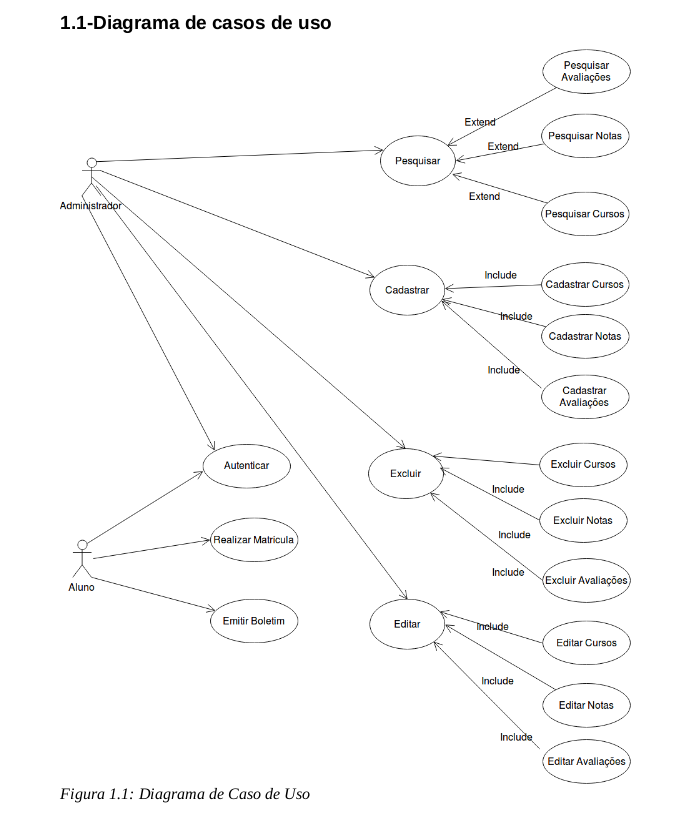 1.1-Diagrama de casos de uso
Pesquisar
Avaliações
Extend
Pesquisar Notas
Extend
Pesquisar
Extend
Pesquisar Cursos
Administrador
Include
Cadastrar Cursos
Cadastrar
Include
Cadastrar Notas
Include
Cadastrar
Avaliações
Autenticar
Excluir
Excluir Cursos
Include
Excluir Notas
Include
Realizar Matricula
Include
Excluir Avaliações
Aluno
Emitir Boletim
Editar
Include
Editar Cursos
Include
Editar Notas
Include
Editar Avaliações
Figura 1.1: Diagrama de Caso de Uso